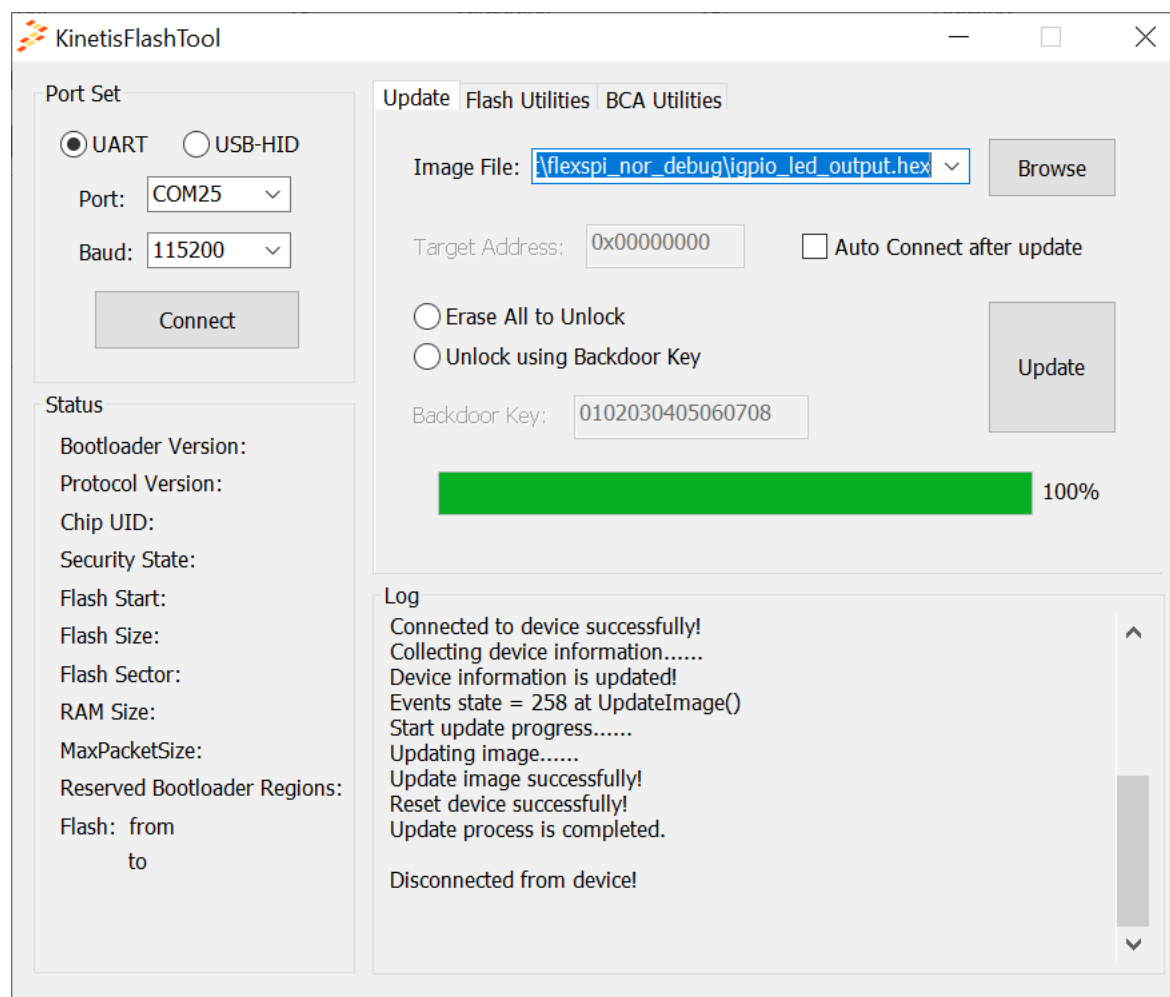 KinetisFlashTool
Port Set
UART USB-HID
Port: COM25
Baud: 115200
Connect
Status
Bootloader Version:
Protocol Version:
Chip UID:
Security State:
Flash Start:
Flash Size:
Flash Sector:
RAM Size:
MaxPacketSize:
Reserved Bootloader Regions:
Flash: from
to
Update Flash Utilities BCA Utilities
Image File: :\flexspi_nor_debug\igpio_led_output.hex Browse
Target Address: 0x00000000 Auto Connect after update
Erase All to Unlock
Unlock using Backdoor Key
Update
Backdoor Key: 0102030405060708
100%
Log
Connected to device successfully!
Collecting device information......
Device information is updated!
Events state = 258 at UpdateImage()
Start update progress......
Updating image......
Update image successfully!
Reset device successfully!
Update process is completed.
Disconnected from device!